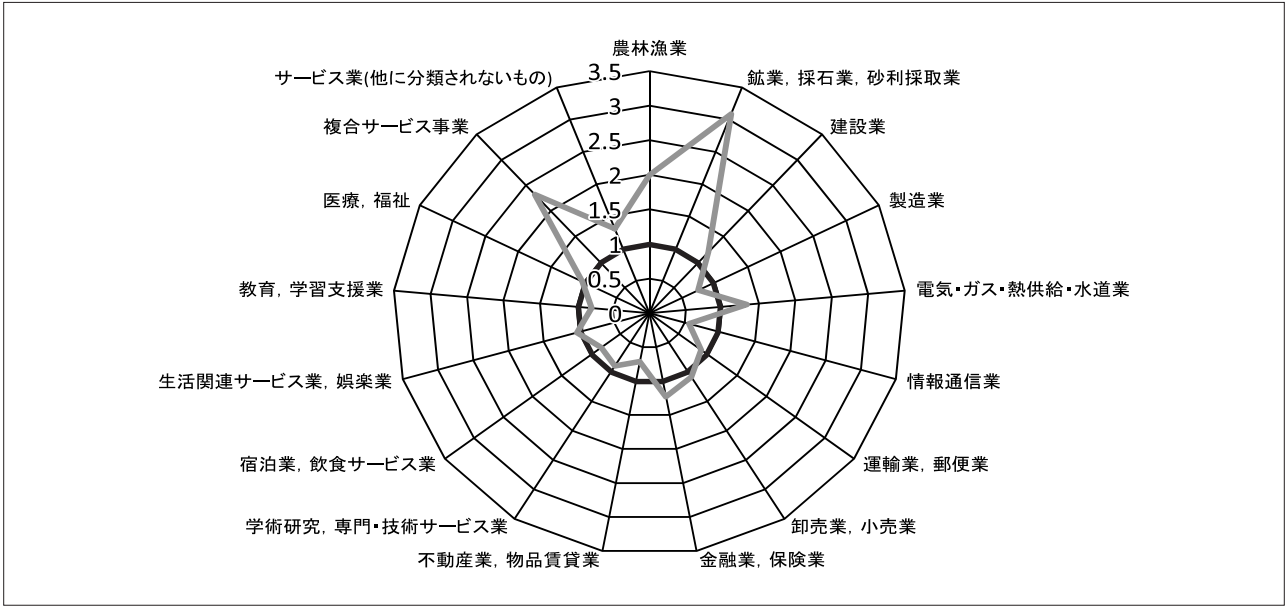 農林漁業
鉱業, 採石業, 砂利採取業
建設業
製造業
電気・ガス・熱供給・水道業
情報通信業
運輸業, 郵便業
卸売業, 小売業
金融業, 保険業
不動産業, 物品賃貸業
学術研究, 専門・技術サービス業
宿泊業, 飲食サービス業
生活関連サービス業, 娯楽業
教育, 学習支援業
医療, 福祉
複合サービス事業
サービス業(他に分類されないもの)
3.5
3
2.5
2
1.5
1
0.5
0